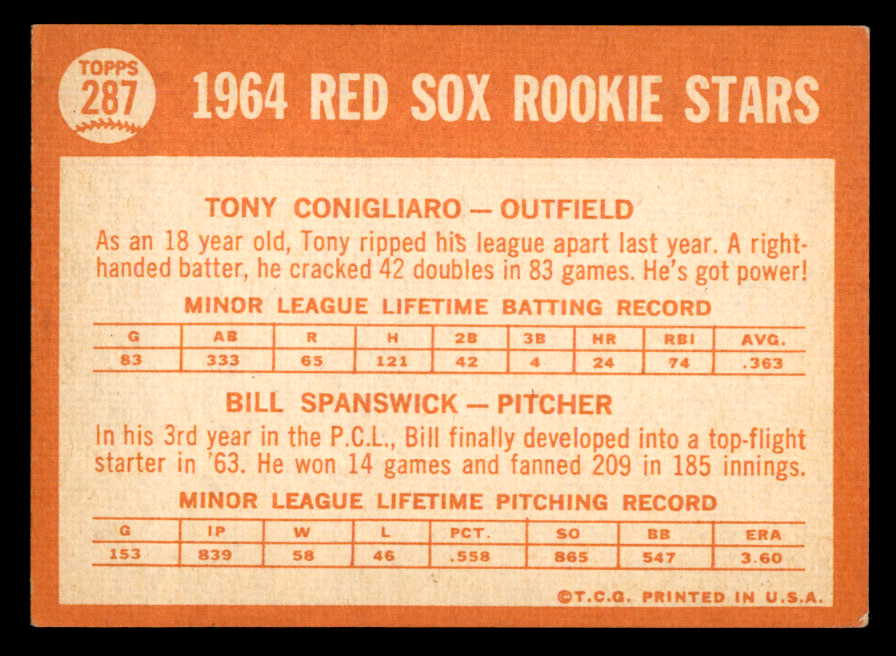 TOPPS
287
1964 RED SOX ROOKIE STARS
TONY CONIGLIARO — OUTFIELD
As an 18 year old, Tony ripped his league apart last year. A right-
handed batter, he cracked 42 doubles in 83 games. He's got power!
MINOR LEAGUE LIFETIME BATTING RECORD
G AB R H 2B 3B HR RBI AVG.
83 333 65 121 42 4 24 74 .363
BILL SPANSWICK — PITCHER
In his 3rd year in the P.C.L., Bill finally developed into a top-flight
starter in '63. He won 14 games and fanned 209 in 185 innings.
MINOR LEAGUE LIFETIME PITCHING RECORD
G IP W L PCT. SO BB ERA
153 839 58 46 .558 865 547 3.60
©T.C.G. PRINTED IN U.S.A.